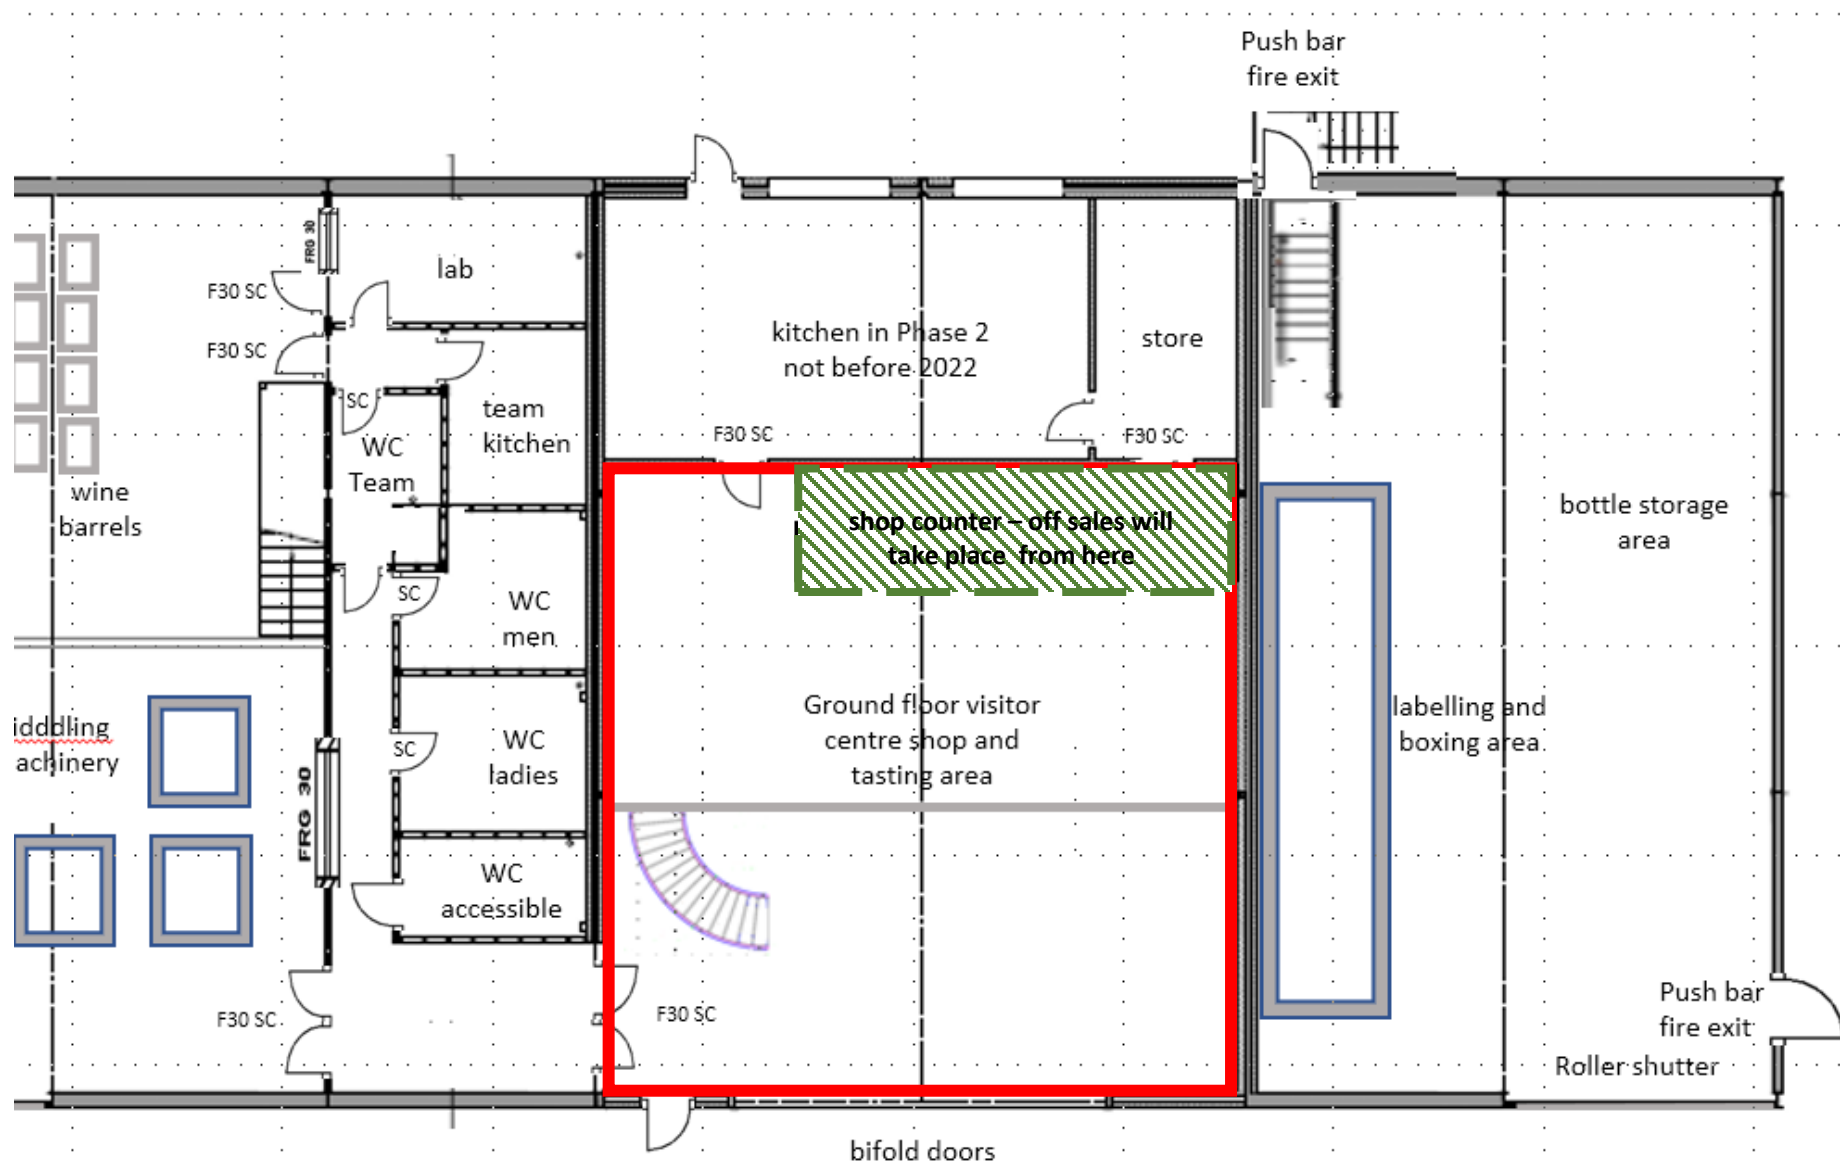 Push bar
fire exit
FRG 30
lab
F30 SC
F30 SC
kitchen in Phase 2
not before 2022
store
SC
team
kitchen
F30 SC
F30 SC
WC
Team
wine
barrels
shop counter – off sales will
take place from here
bottle storage
area
SC
WC
men
Ground floor visitor
centre shop and
tasting area
labelling and
boxing area
idddling
achinery
SC
WC
ladies
FRG 30
WC
accessible
F30 SC
F30 SC
Push bar
fire exit
Roller shutter
bifold doors